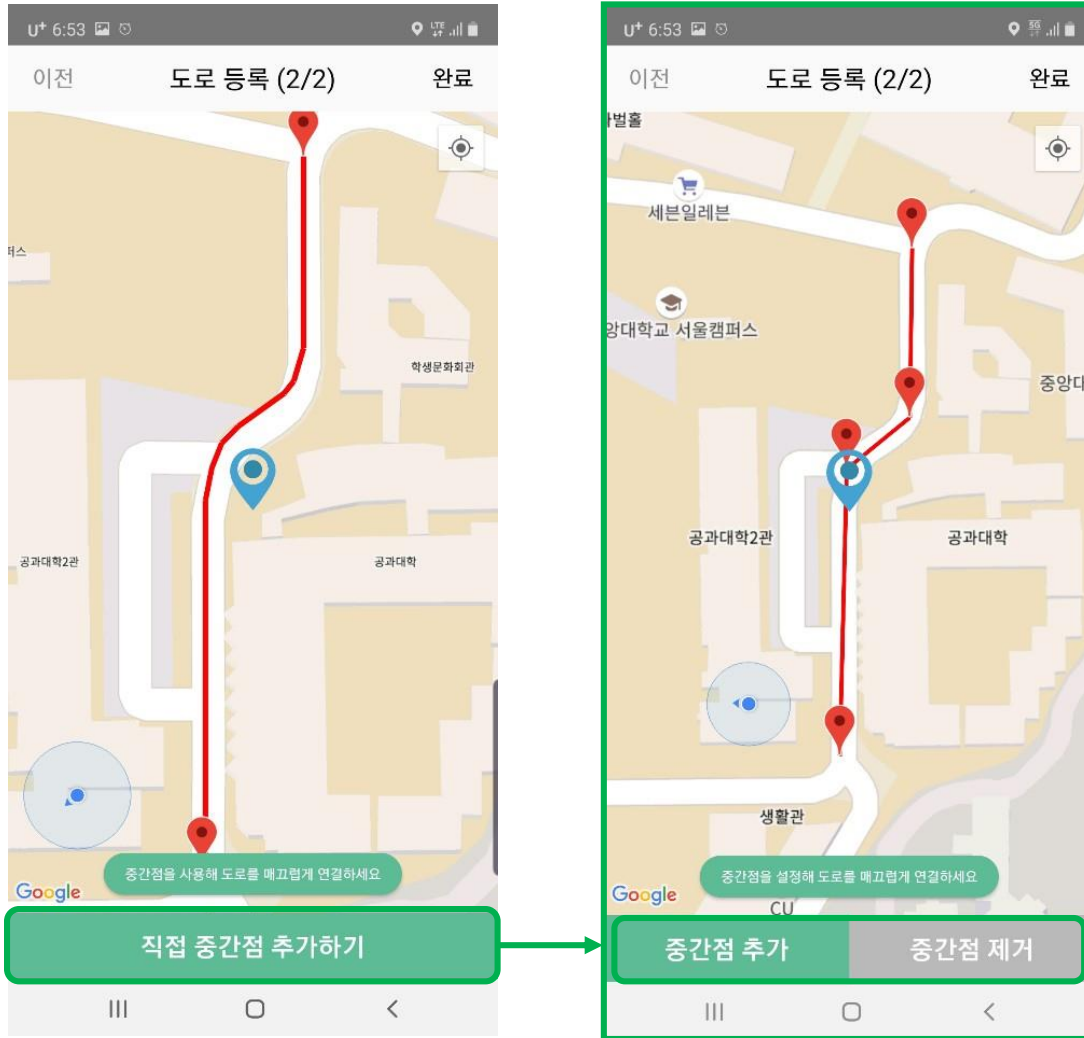 U+ 6:53
LTE
이전
도로 등록 (2/2)
완료
퍼스
학생문화회관
공과대학2관
공과대학
중간점을 사용해 도로를 매끄럽게 연결하세요
Google
직접 중간점 추가하기
U+ 6:53
5G
이전
도로 등록 (2/2)
완료
세븐일레븐
앙대학교 서울캠퍼스
중앙대
공과대학2관
공과대학
생활관
중간점을 설정해 도로를 매끄럽게 연결하세요
Google
CU
중간점 추가
중간점 제거